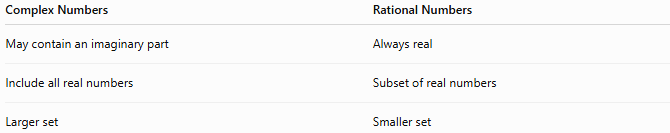 Complex Numbers Rational Numbers
May contain an imaginary part Always real
Include all real numbers Subset of real numbers
Larger set Smaller set